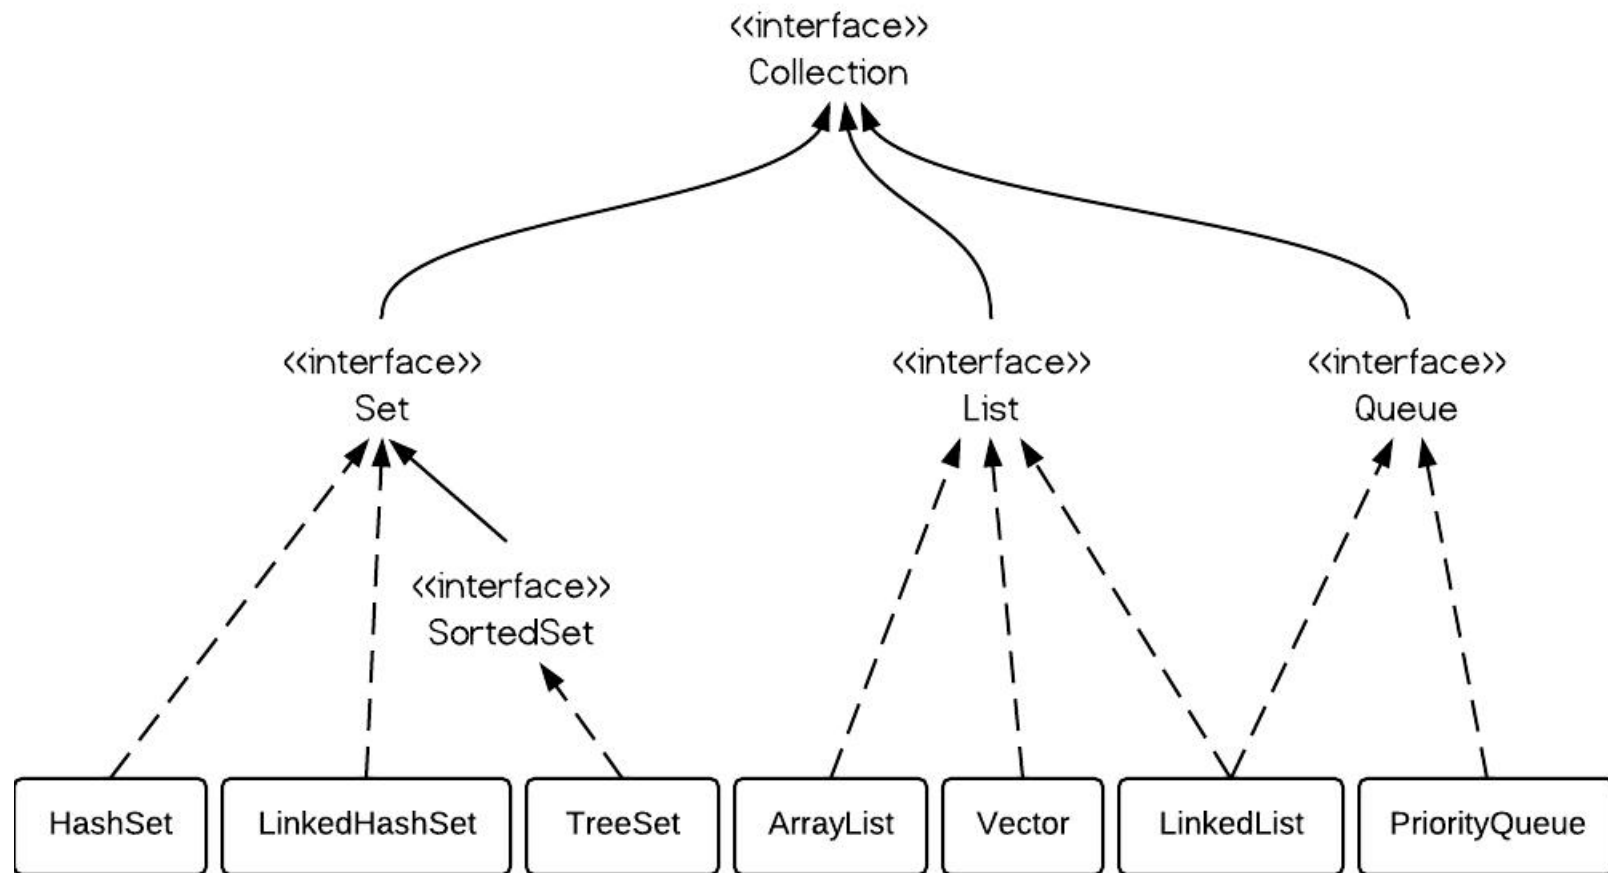 <<interface>>
Collection
<<interface>>
Set
<<interface>>
List
<<interface>>
Queue
<<interface>>
SortedSet
HashSet
LinkedHashSet
TreeSet
ArrayList
Vector
LinkedList
PriorityQueue